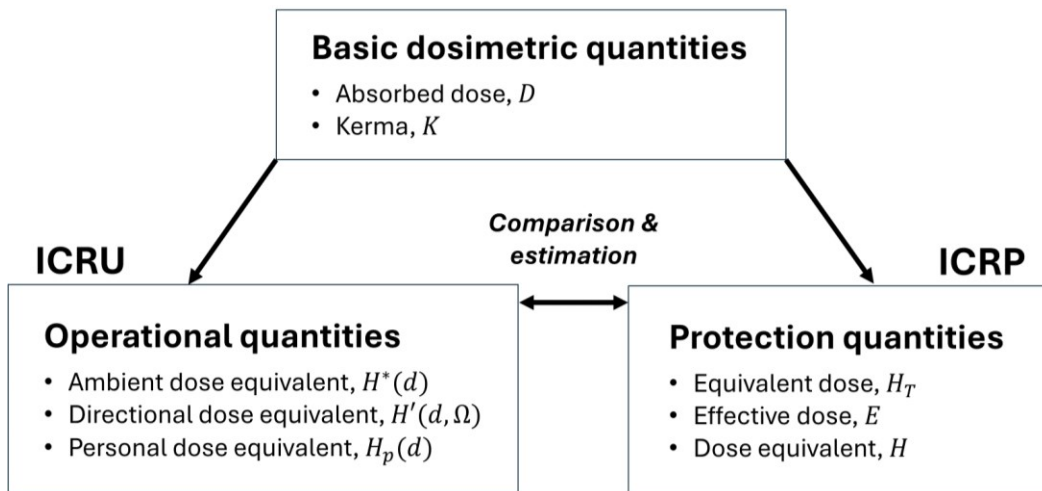 Basic dosimetric quantities
• Absorbed dose, D
• Kerma, K
Comparison &
estimation
ICRU
ICRP
Operational quantities
• Ambient dose equivalent, H*(d)
• Directional dose equivalent, H′(d, Ω)
• Personal dose equivalent, Hₚ(d)
Protection quantities
• Equivalent dose, H_T
• Effective dose, E
• Dose equivalent, H